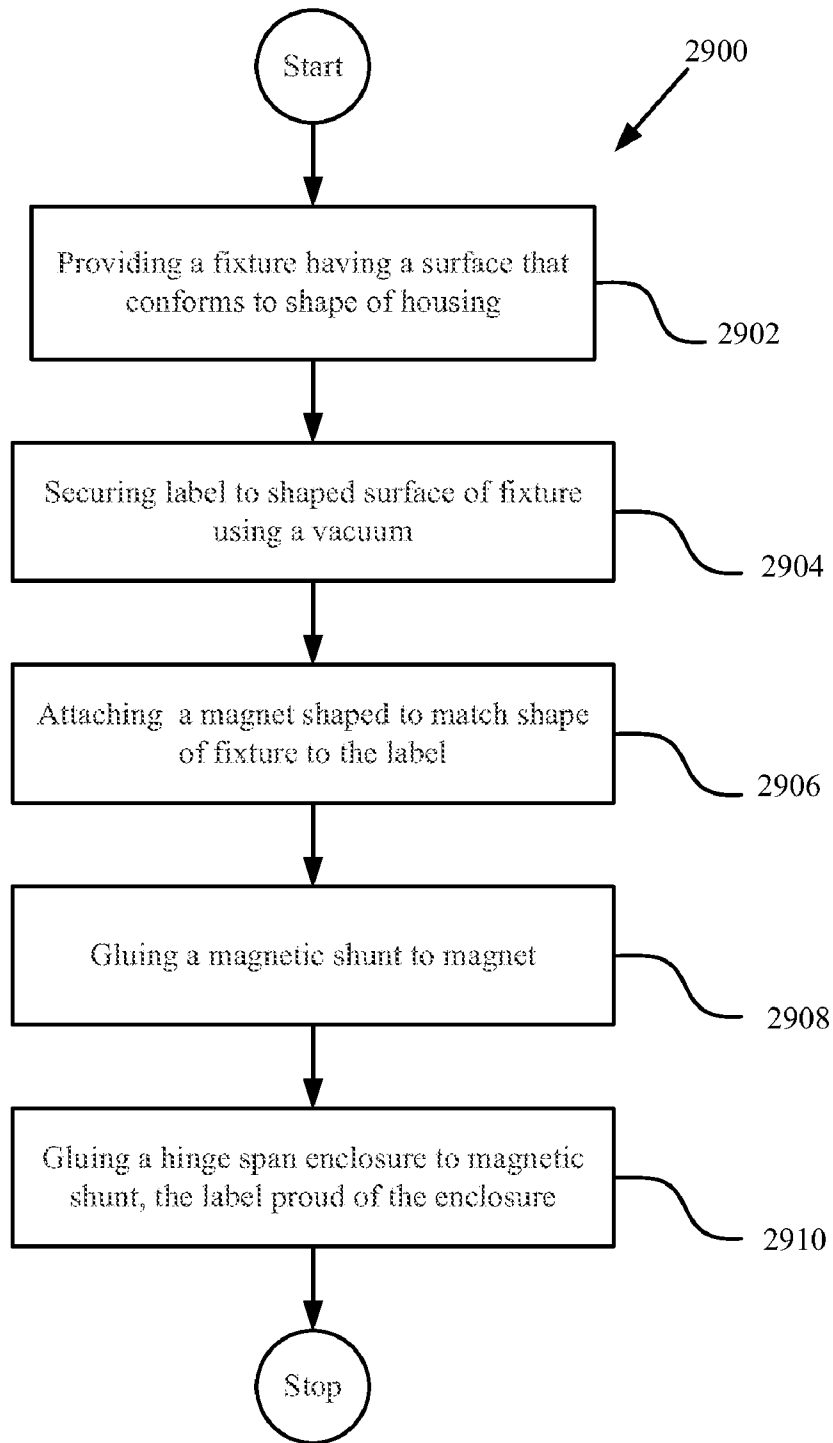 Start
2900
Providing a fixture having a surface that
conforms to shape of housing
2902
Securing label to shaped surface of fixture
using a vacuum
2904
Attaching a magnet shaped to match shape
of fixture to the label
2906
Gluing a magnetic shunt to magnet
2908
Gluing a hinge span enclosure to magnetic
shunt, the label proud of the enclosure
2910
Stop